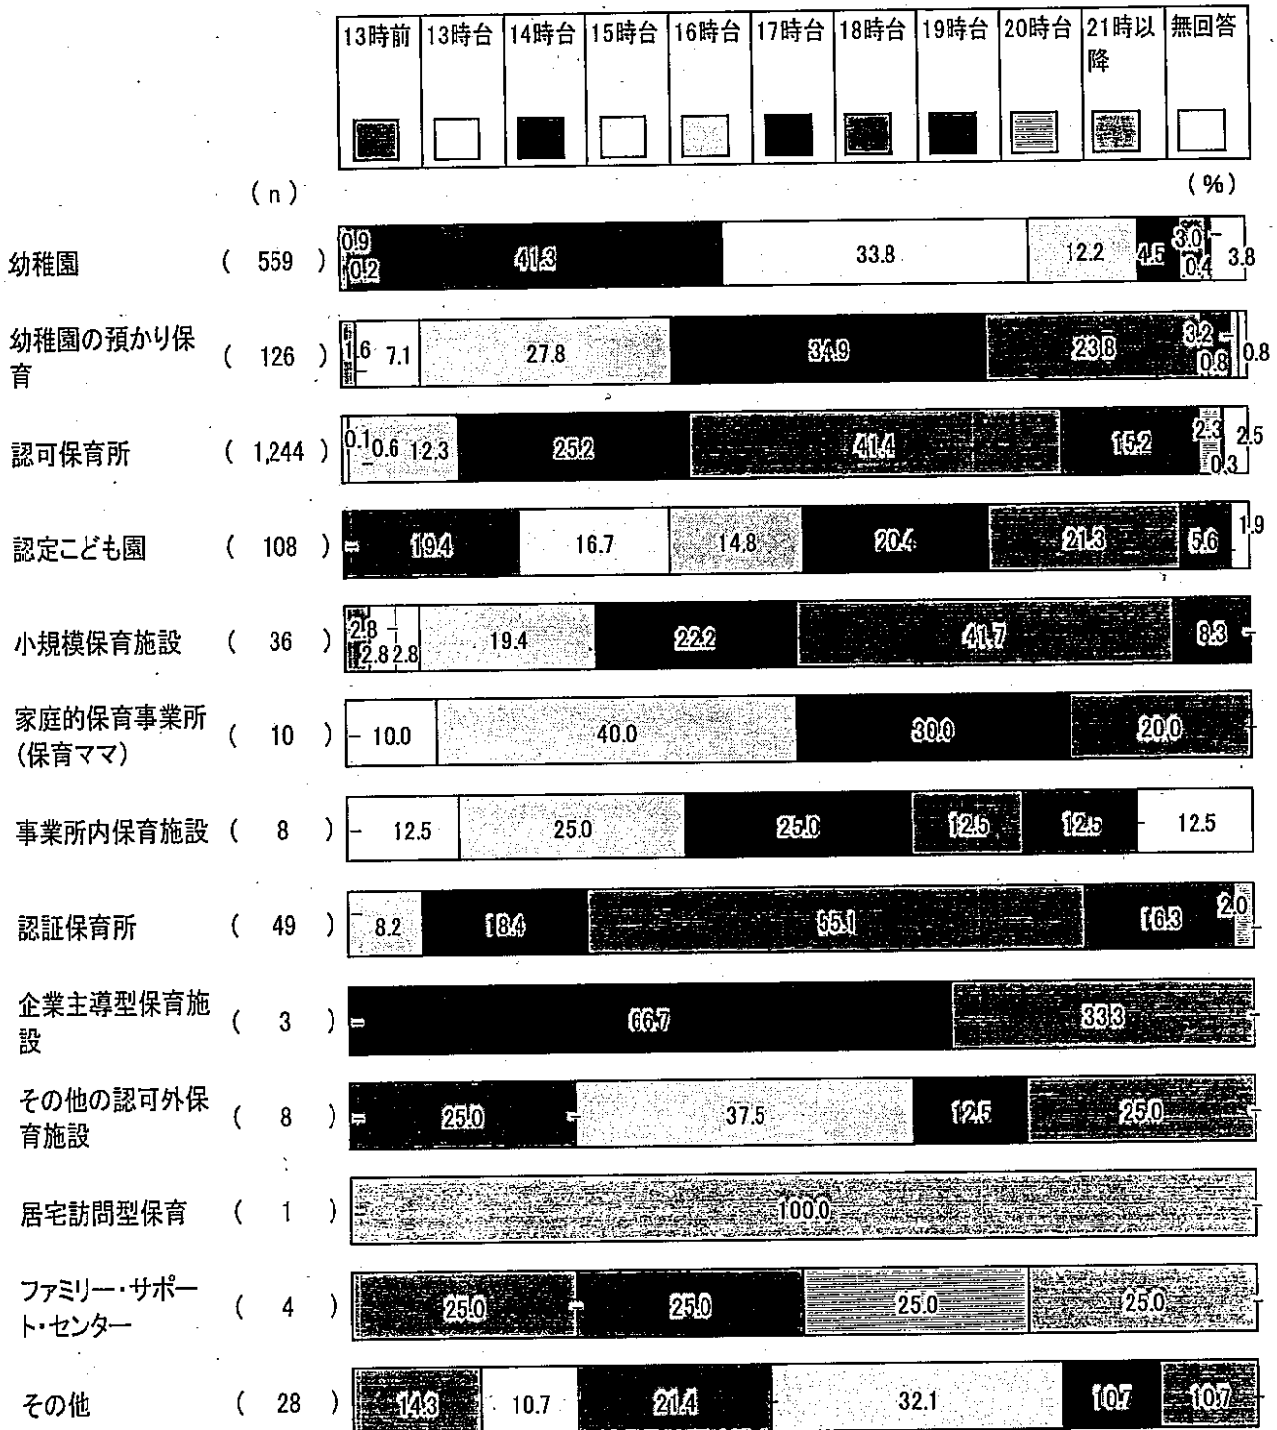 13時前 13時台 14時台 15時台 16時台 17時台 18時台 19時台 20時台 21時以降 無回答
(n) (%)
幼稚園 ( 559 ) 0.9 0.2 41.3 33.8 12.2 4.5 3.0 0.4 3.8
幼稚園の預かり保育 ( 126 ) 1.6 7.1 27.8 34.9 23.8 3.2 0.8 0.8
認可保育所 ( 1,244 ) 0.1 0.6 12.3 25.2 41.4 15.2 2.3 0.3 2.5
認定こども園 ( 108 ) 19.4 16.7 14.8 20.4 21.3 5.6 1.9
小規模保育施設 ( 36 ) 2.8 2.8 2.8 19.4 22.2 41.7 8.3
家庭的保育事業所
(保育ママ) ( 10 ) 10.0 40.0 30.0 20.0
事業所内保育施設 ( 8 ) 12.5 25.0 25.0 12.5 12.5 12.5
認証保育所 ( 49 ) 8.2 18.4 55.1 16.3 2.0
企業主導型保育施設 ( 3 ) 66.7 33.3
その他の認可外保育施設 ( 8 ) 25.0 37.5 12.5 25.0
居宅訪問型保育 ( 1 ) 100.0
ファミリー・サポート・センター ( 4 ) 25.0 25.0 25.0 25.0
その他 ( 28 ) 14.3 10.7 21.4 32.1 10.7 10.7